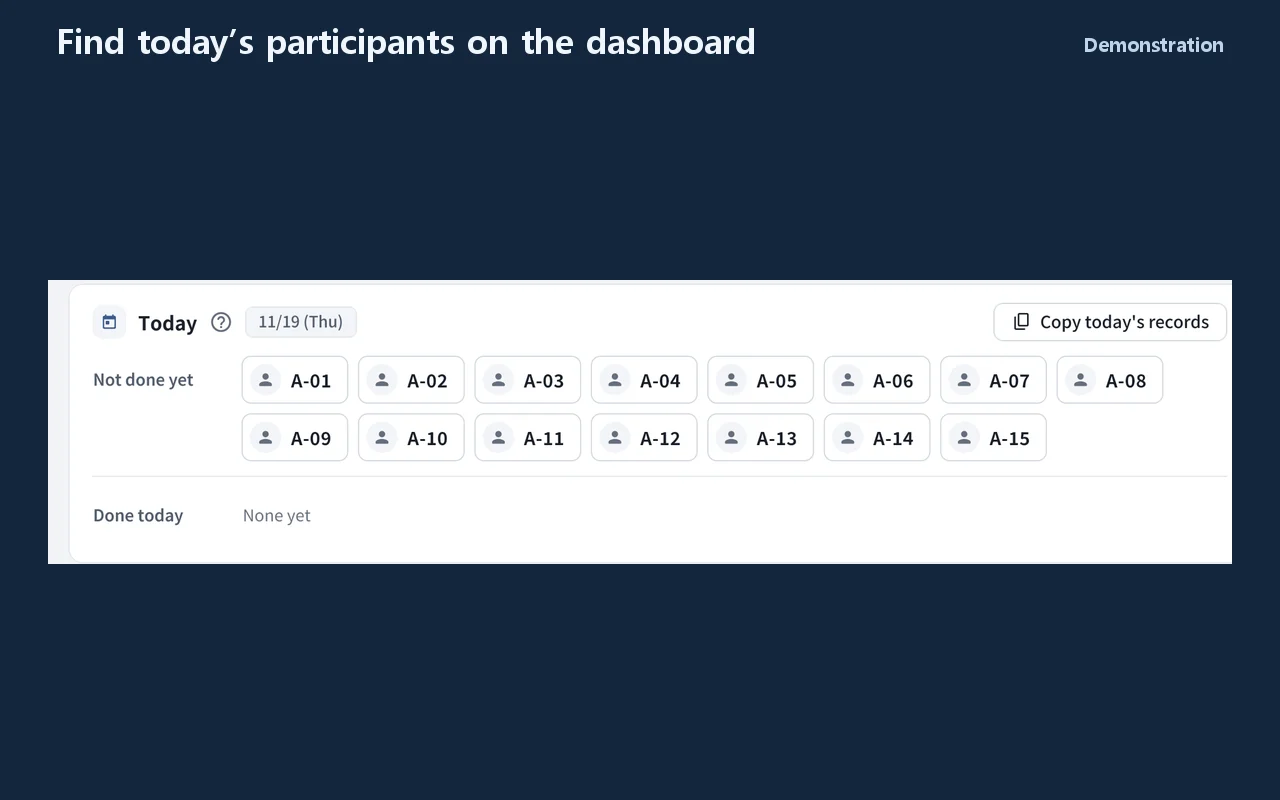 Find today’s participants on the dashboard
Demonstration
Today
11/19 (Thu)
Copy today's records
Not done yet
A-01 A-02 A-03 A-04 A-05 A-06 A-07 A-08
A-09 A-10 A-11 A-12 A-13 A-14 A-15
Done today
None yet